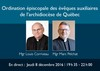 Ordination épiscopale des évêques auxiliaires
de l'archidiocèse de Québec
Mgr Louis Corriveau
Mgr Marc Pelchat
En direct : Jeudi 8 décembre 2016 / 19h35 - 22h00